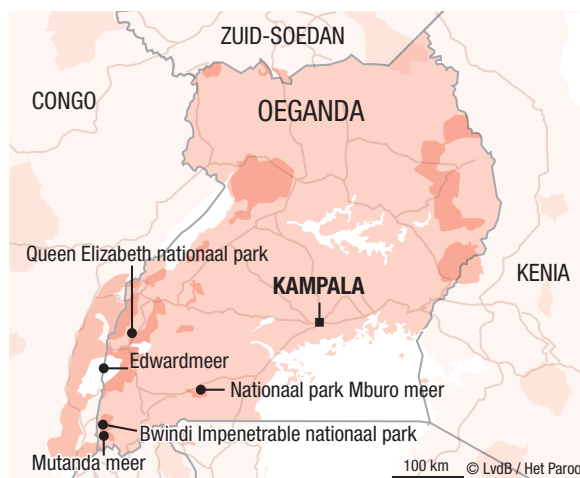 ZUID-SOEDAN
CONGO
OEGANDA
Queen Elizabeth nationaal park
KENIA
KAMPALA
Edwardmeer
Nationaal park Mburo meer
Bwindi Impenetrable nationaal park
Mutanda meer
100 km
© LvdB / Het Paroo